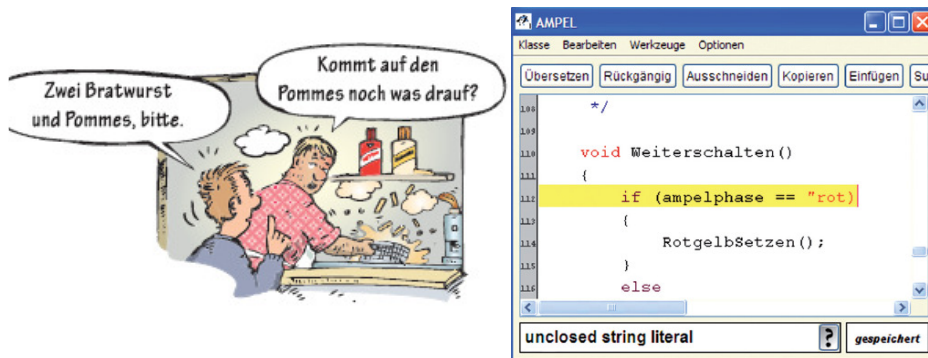 Zwei Bratwurst
und Pommes, bitte.
Kommt auf den
Pommes noch was drauf?
AMPEL
Klasse Bearbeiten Werkzeuge Optionen
Übersetzen Rückgängig Ausschneiden Kopieren Einfügen Su
108 */
109
110 void Weiterschalten()
111 {
112 if (ampelphase == "rot)
113 {
114 RotgelbSetzen();
115 }
116 else
unclosed string literal ? gespeichert